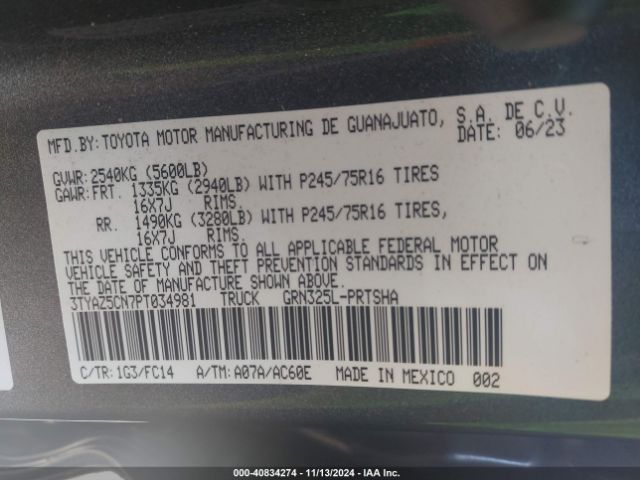 MFD.BY:TOYOTA MOTOR MANUFACTURING DE GUANAJUATO, S.A. DE C.V.
DATE: 06/23
GVWR:2540KG (5600LB)
GAWR:FRT. 1335KG (2940LB) WITH P245/75R16 TIRES
16X7J RIMS.
RR. 1490KG (3280LB) WITH P245/75R16 TIRES,
16X7J RIMS.
THIS VEHICLE CONFORMS TO ALL APPLICABLE FEDERAL MOTOR
VEHICLE SAFETY AND THEFT PREVENTION STANDARDS IN EFFECT ON
THE DATE OF MANUFACTURE SHOWN ABOVE.
3TYAZ5CN7PT034981 TRUCK GRN325L-PRTSHA
C/TR:1G3/FC14 A/TM:A07A/AC60E MADE IN MEXICO 002
000-40834274 - 11/13/2024 - IAA Inc.